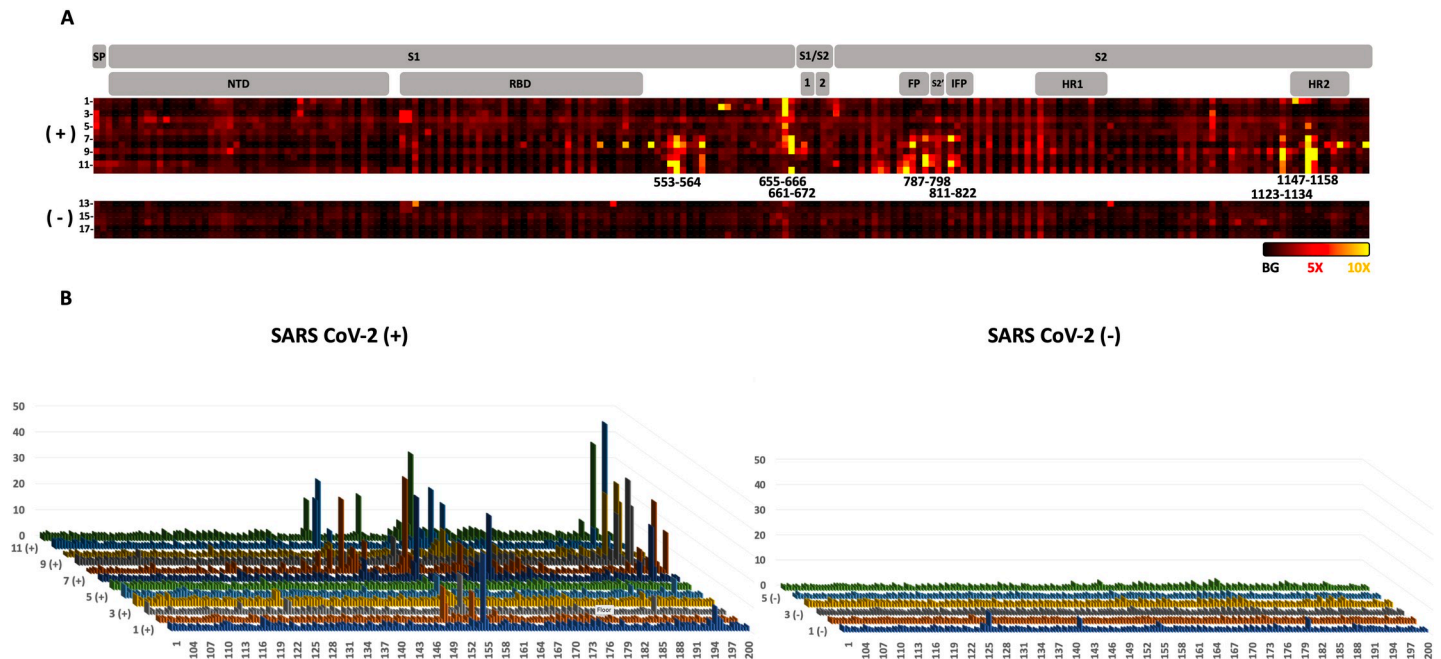 A
SP S1 S1/S2 S2
NTD RBD 1 2 FP S2' IFP HR1 HR2
1-
3-
(+) 5-
7-
9-
11-
553-564 655-666 787-798 1147-1158
661-672 811-822 1123-1134
13-
(-) 15-
17-
BG 5X 10X
B
SARS CoV-2 (+) SARS CoV-2 (-)
50
40
30
20
10
0
11 (+)
9 (+)
7 (+)
5 (+)
3 (+)
1 (+)
Floor
1 104 107 110 113 116 119 122 125 128 131 134 137 140 143 146 149 152 155 158 161 164 167 170 173 176 179 182 185 188 191 194 197 200
50
40
30
20
10
0
5 (-)
3 (-)
1 (-)
1 104 107 110 113 116 119 122 125 128 131 134 137 140 143 146 149 152 155 158 161 164 167 170 173 176 179 182 185 188 191 194 197 200